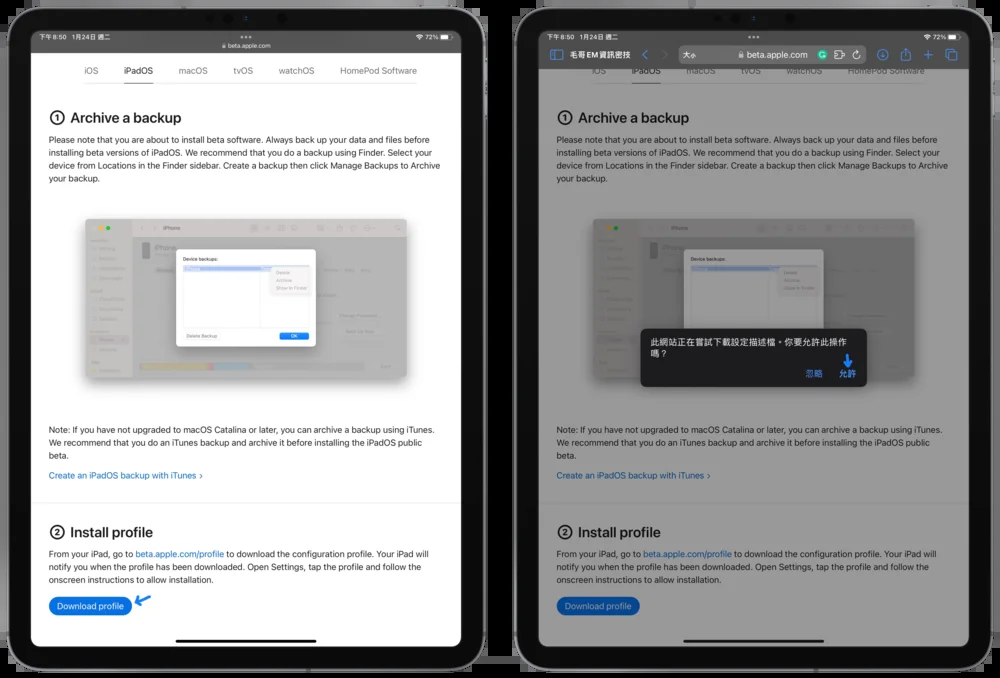 下午8:50 1月24日 週二
72%
beta.apple.com
iOS iPadOS macOS tvOS watchOS HomePod Software
1 Archive a backup
Please note that you are about to install beta software. Always back up your data and files before
installing beta versions of iPadOS. We recommend that you do a backup using Finder. Select your
device from Locations in the Finder sidebar. Create a backup then click Manage Backups to Archive
your backup.
iPhone
Device backups:
Delete
Archive
Show in Finder
Delete Backup
OK
Note: If you have not upgraded to macOS Catalina or later, you can archive a backup using iTunes.
We recommend that you do an iTunes backup and archive it before installing the iPadOS public
beta.
Create an iPadOS backup with iTunes ›
2 Install profile
From your iPad, go to beta.apple.com/profile to download the configuration profile. Your iPad will
notify you when the profile has been downloaded. Open Settings, tap the profile and follow the
onscreen instructions to allow installation.
Download profile
下午8:50 1月24日 週二
72%
毛哥EM資訊密技
大小 beta.apple.com
iOS iPadOS macOS tvOS watchOS HomePod Software
1 Archive a backup
Please note that you are about to install beta software. Always back up your data and files before
installing beta versions of iPadOS. We recommend that you do a backup using Finder. Select your
device from Locations in the Finder sidebar. Create a backup then click Manage Backups to Archive
your backup.
iPhone
Device backups:
Delete
Archive
Show in Finder
此網站正在嘗試下載設定描述檔。你要允許此操作
嗎？
忽略 允許
Note: If you have not upgraded to macOS Catalina or later, you can archive a backup using iTunes.
We recommend that you do an iTunes backup and archive it before installing the iPadOS public
beta.
Create an iPadOS backup with iTunes ›
2 Install profile
From your iPad, go to beta.apple.com/profile to download the configuration profile. Your iPad will
notify you when the profile has been downloaded. Open Settings, tap the profile and follow the
onscreen instructions to allow installation.
Download profile